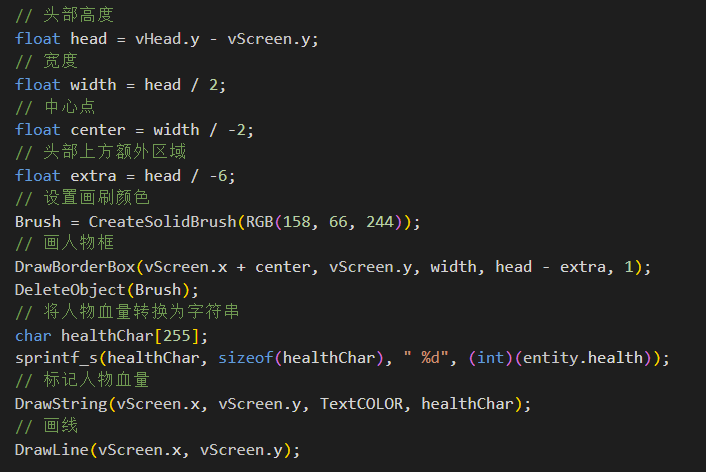 // 头部高度
float head = vHead.y - vScreen.y;
// 宽度
float width = head / 2;
// 中心点
float center = width / -2;
// 头部上方额外区域
float extra = head / -6;
// 设置画刷颜色
Brush = CreateSolidBrush(RGB(158, 66, 244));
// 画人物框
DrawBorderBox(vScreen.x + center, vScreen.y, width, head - extra, 1);
DeleteObject(Brush);
// 将人物血量转换为字符串
char healthChar[255];
sprintf_s(healthChar, sizeof(healthChar), " %d", (int)(entity.health));
// 标记人物血量
DrawString(vScreen.x, vScreen.y, TextCOLOR, healthChar);
// 画线
DrawLine(vScreen.x, vScreen.y);